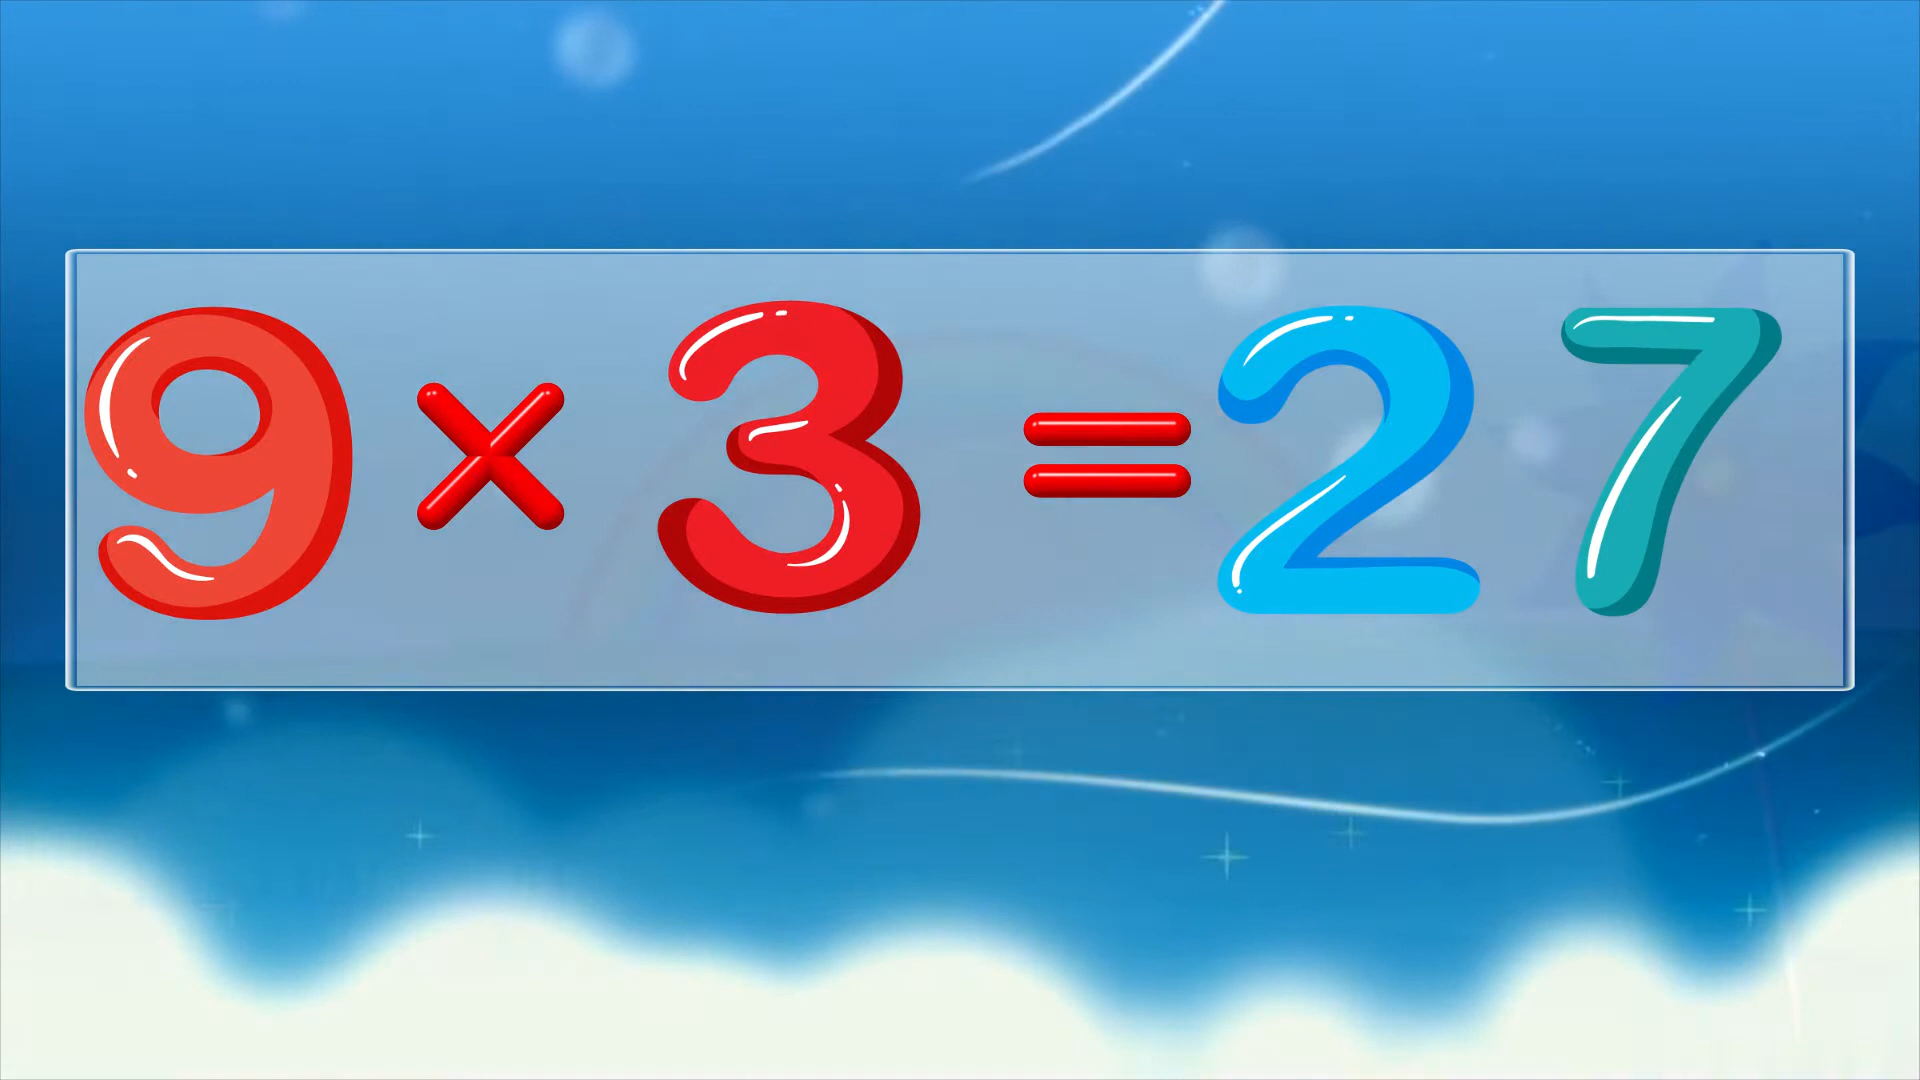 9 × 3 = 27